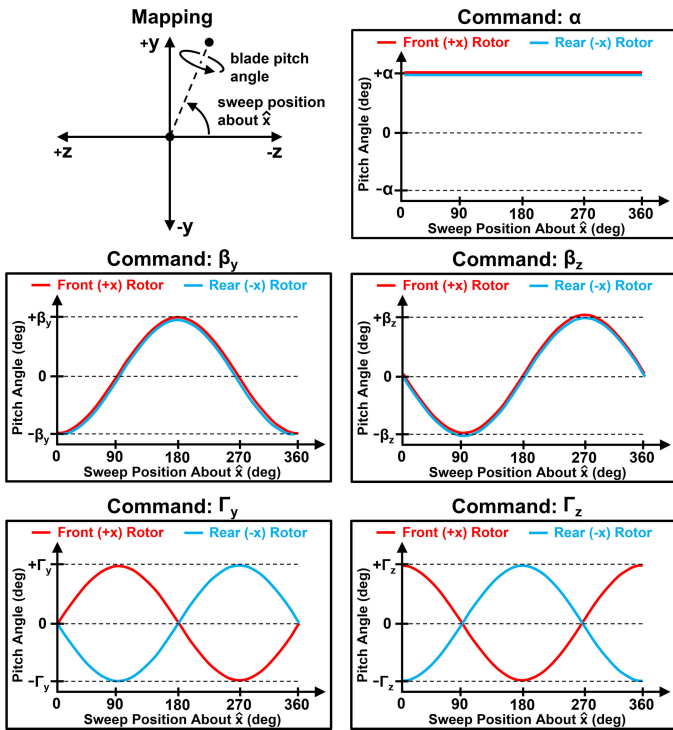 Mapping
+y
blade pitch
angle
sweep position
about x̂
+z
-z
-y
Command: α
Front (+x) Rotor
Rear (-x) Rotor
Pitch Angle (deg)
+α
0
−α
0
90
180
270
360
Sweep Position About x̂ (deg)
Command: βy
Front (+x) Rotor
Rear (-x) Rotor
Pitch Angle (deg)
+βy
0
−βy
0
90
180
270
360
Sweep Position About x̂ (deg)
Command: βz
Front (+x) Rotor
Rear (-x) Rotor
Pitch Angle (deg)
+βz
0
−βz
0
90
180
270
360
Sweep Position About x̂ (deg)
Command: Γy
Front (+x) Rotor
Rear (-x) Rotor
Pitch Angle (deg)
+Γy
0
−Γy
0
90
180
270
360
Sweep Position About x̂ (deg)
Command: Γz
Front (+x) Rotor
Rear (-x) Rotor
Pitch Angle (deg)
+Γz
0
−Γz
0
90
180
270
360
Sweep Position About x̂ (deg)